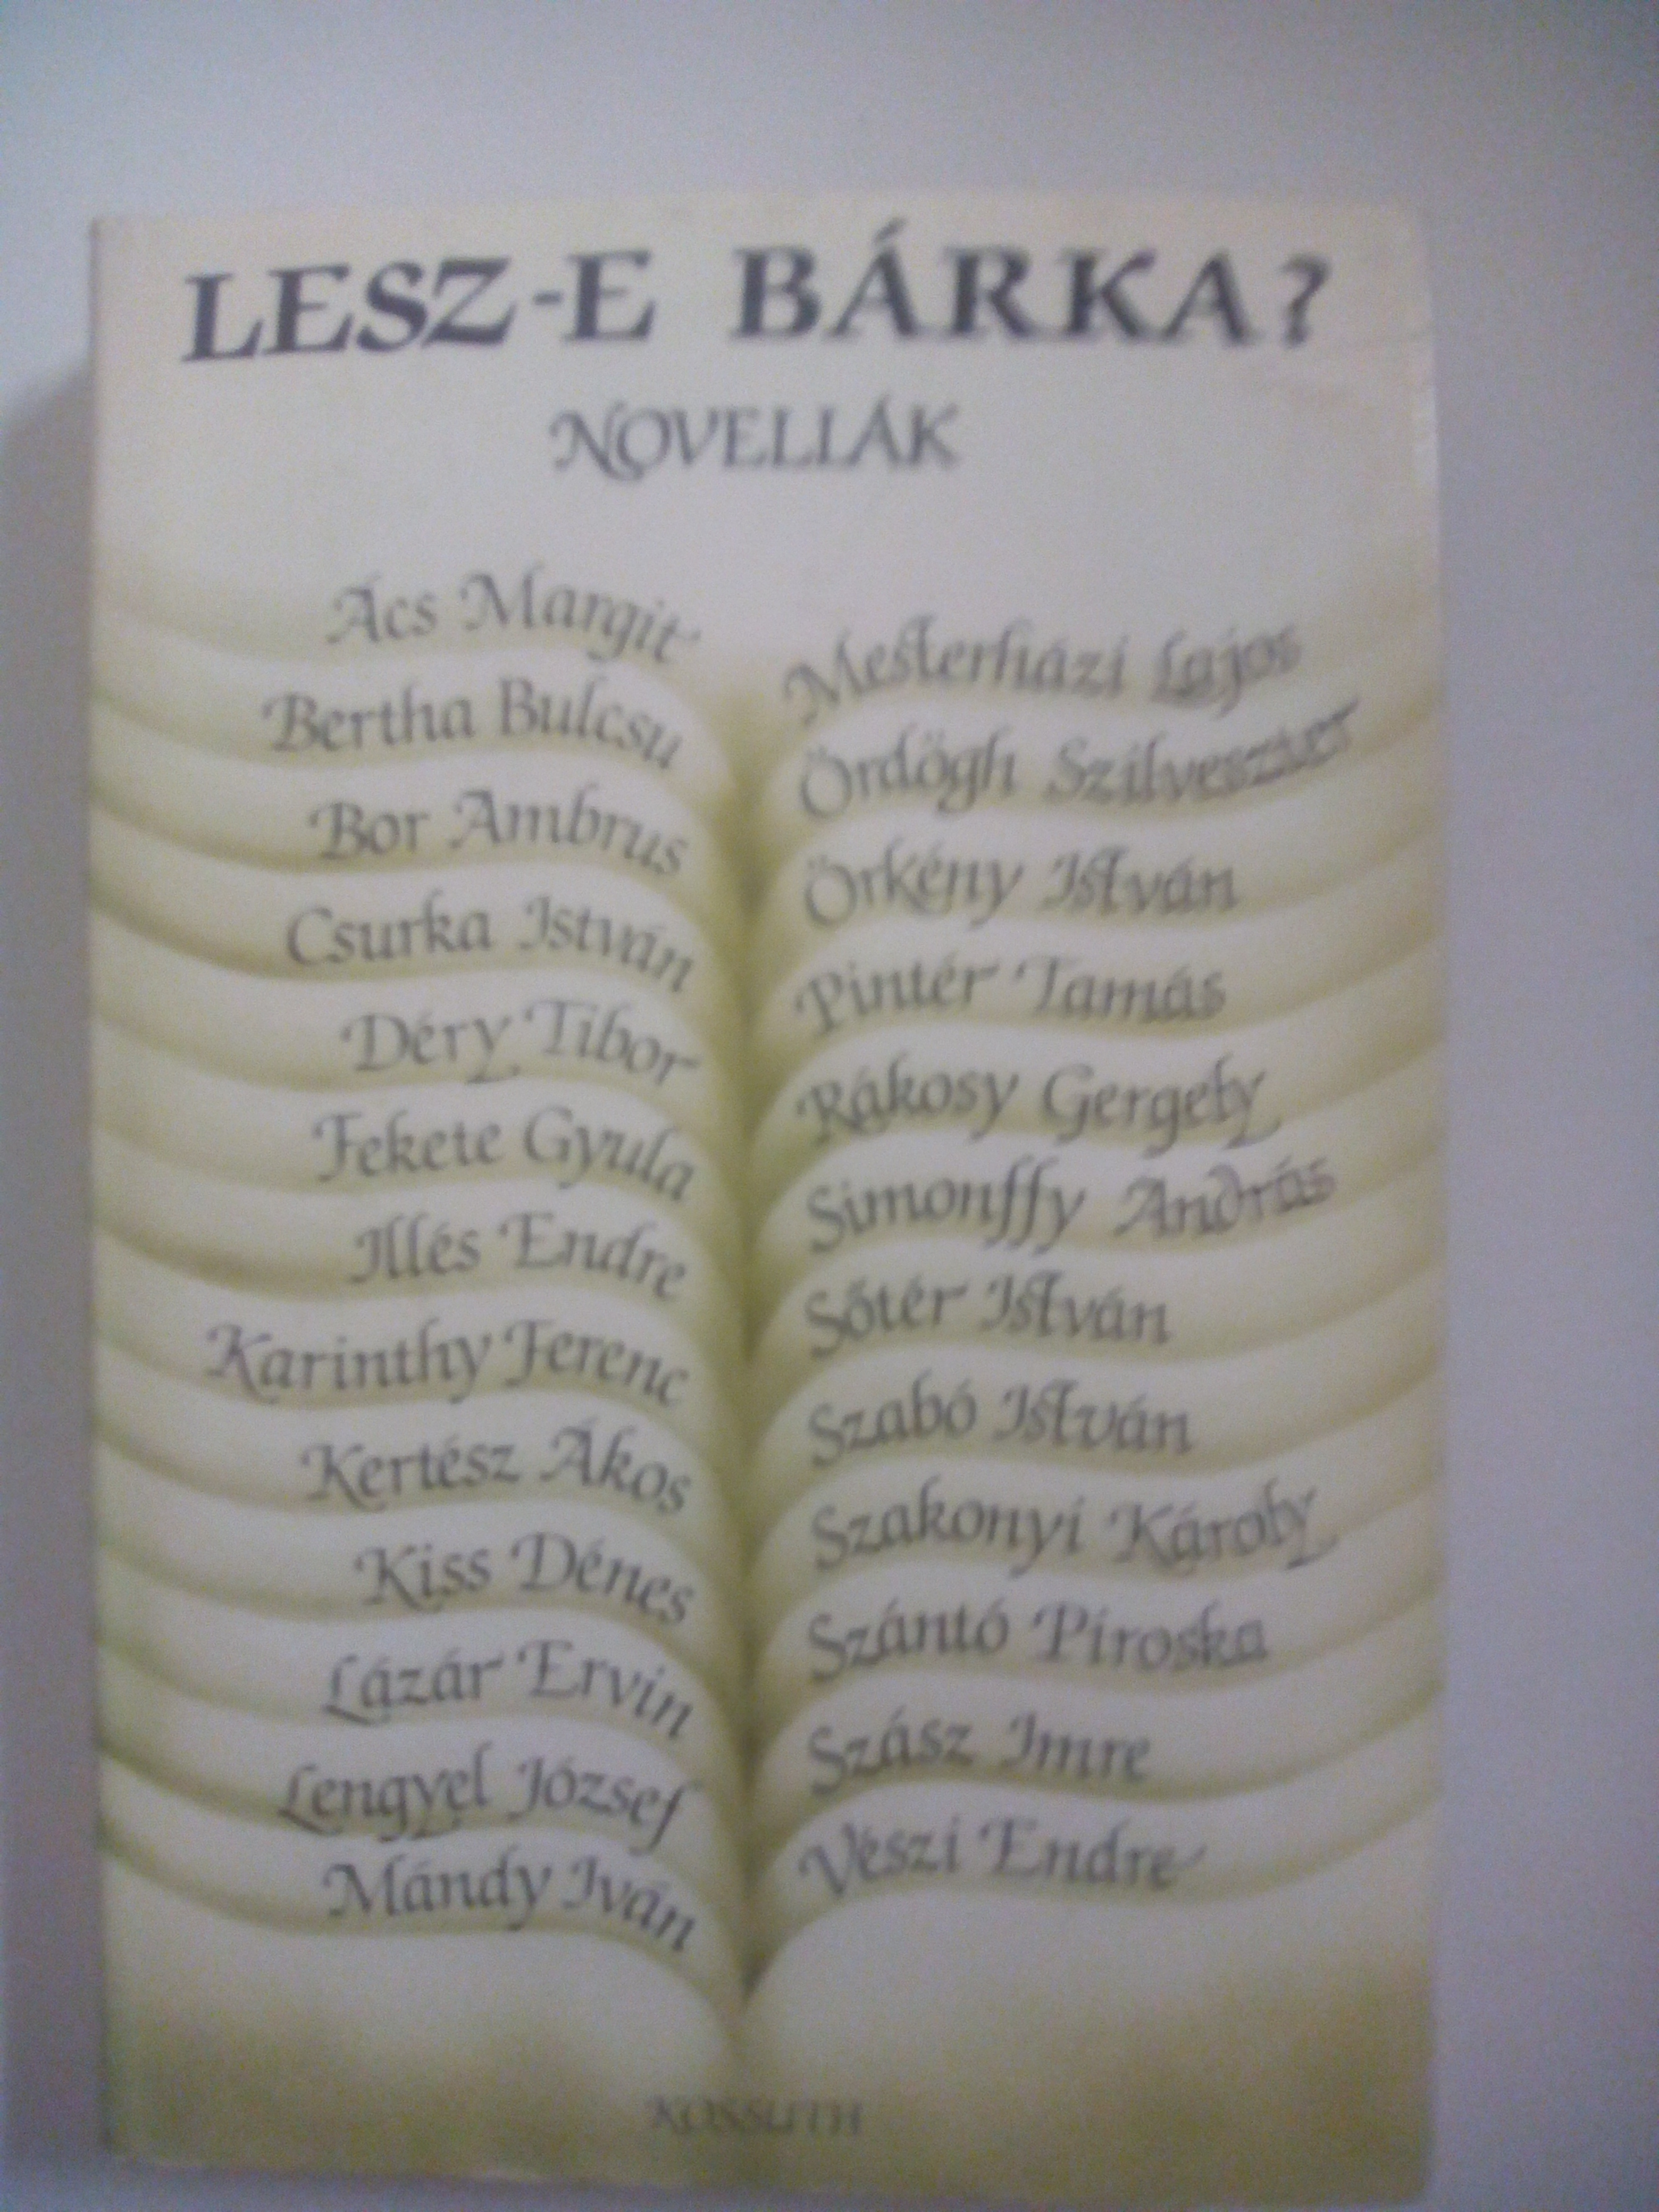 LESZ-E BÁRKA?
NOVELLÁK
Ács Margit
Bertha Bulcsu
Bor Ambrus
Csurka István
Déry Tibor
Fekete Gyula
Illés Endre
Karinthy Ferenc
Kertész Ákos
Kiss Dénes
Lázár Ervin
Lengyel József
Mándy Iván
Mesterházi Lajos
Ördögh Szilveszter
Örkény István
Pintér Tamás
Rákosy Gergely
Simonffy András
Sőtér István
Szabó István
Szakonyi Károly
Szántó Piroska
Szász Imre
Vészi Endre
KOSSUTH